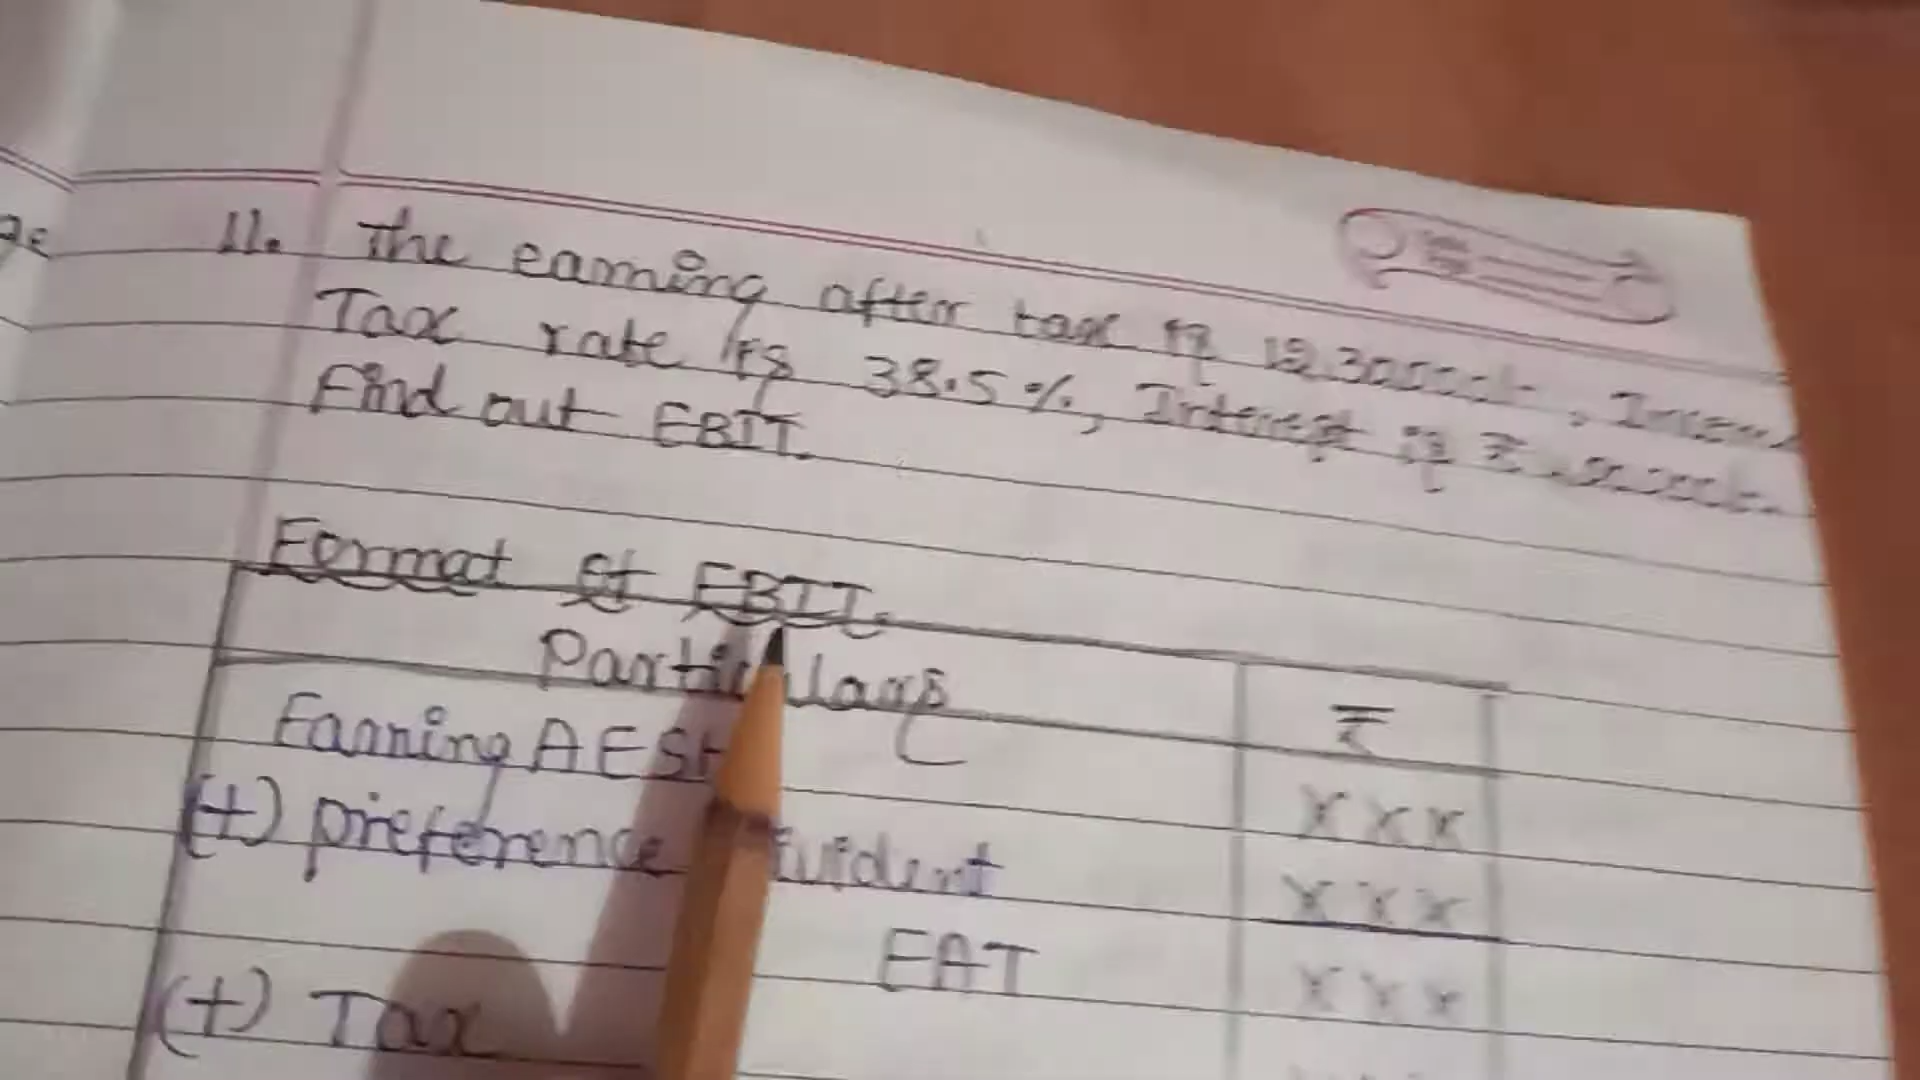 11. The earning after tax is
Tax rate is 38.5%, Interest is ₹
Find out EBIT.
Format of EBIT.
Particulars ₹
Earning AESH XXX
(+) preference XXX
EAT XXX
(+) Tax